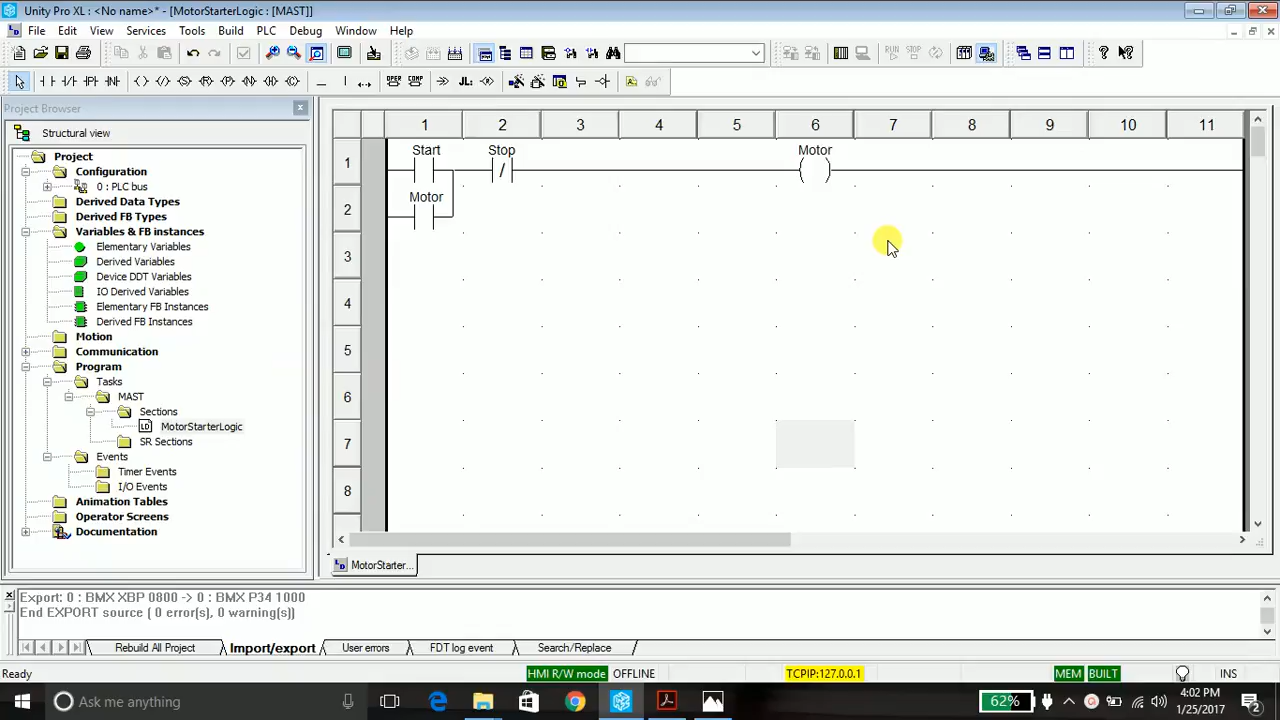 Unity Pro XL : <No name>* - [MotorStarterLogic : [MAST]]
File Edit View Services Tools Build PLC Debug Window Help
Project Browser
Structural view
Project
Configuration
0 : PLC bus
Derived Data Types
Derived FB Types
Variables & FB instances
Elementary Variables
Derived Variables
Device DDT Variables
IO Derived Variables
Elementary FB Instances
Derived FB Instances
Motion
Communication
Program
Tasks
MAST
Sections
MotorStarterLogic
SR Sections
Events
Timer Events
I/O Events
Animation Tables
Operator Screens
Documentation
1 2 3 4 5 6 7 8 9 10 11
Start Stop Motor
1
Motor
2
3
4
5
6
7
8
MotorStarter...
Export: 0 : BMX XBP 0800 -> 0 : BMX P34 1000
End EXPORT source ( 0 error(s), 0 warning(s))
Rebuild All Project Import/export User errors FDT log event Search/Replace
Ready HMI R/W mode OFFLINE TCPIP:127.0.0.1 MEM BUILT INS
Ask me anything 62% 4:02 PM
1/25/2017 2